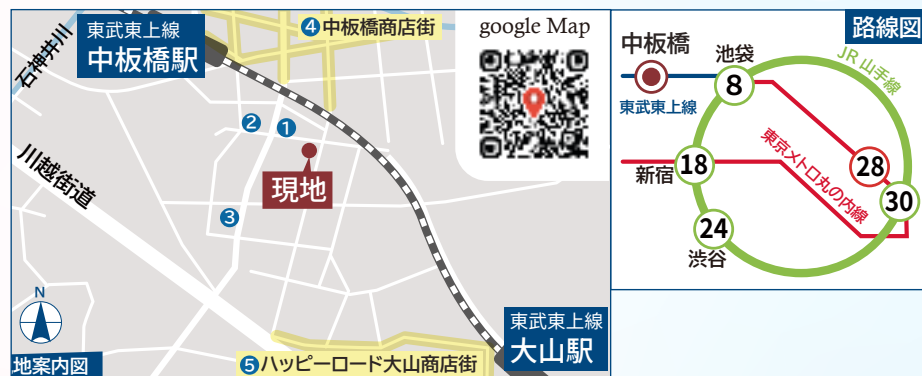 東武東上線
中板橋駅
石神井川
❹中板橋商店街
google Map
❷
❶
現地
川越街道
❸
N
地案内図
東武東上線
大山駅
❺ハッピーロード大山商店街
路線図
中板橋
東武東上線
池袋
8
JR山手線
東京メトロ丸の内線
28
18
新宿
30
24
渋谷